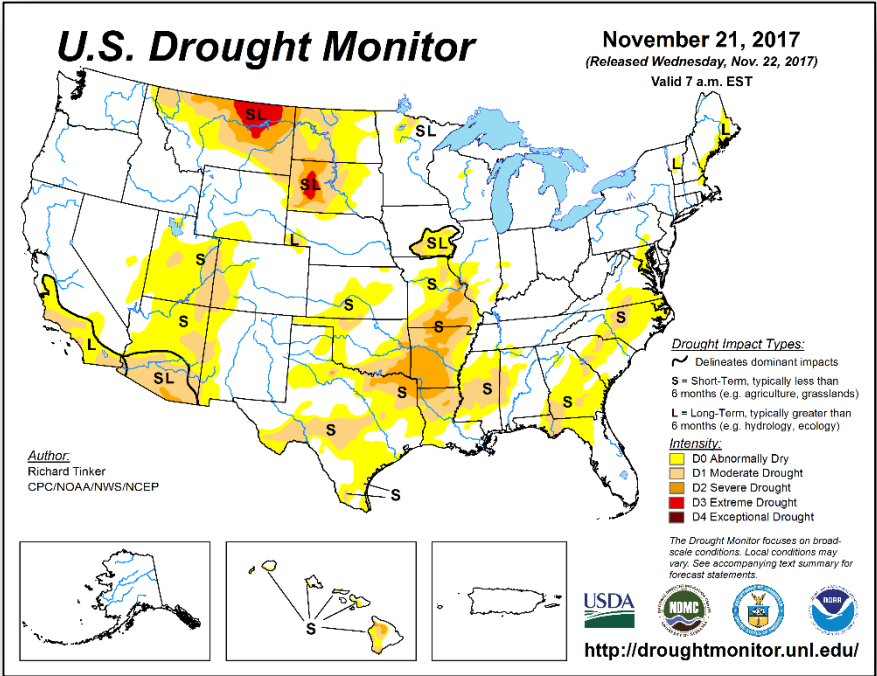 U.S. Drought Monitor
November 21, 2017
(Released Wednesday, Nov. 22, 2017)
Valid 7 a.m. EST
SL
SL
SL
L
L
L
SL
S
S
S
S
S
L
SL
S
S
S
S
S
S
S
Drought Impact Types:
Delineates dominant impacts
S = Short-Term, typically less than
6 months (e.g. agriculture, grasslands)
L = Long-Term, typically greater than
6 months (e.g. hydrology, ecology)
Intensity:
D0 Abnormally Dry
D1 Moderate Drought
D2 Severe Drought
D3 Extreme Drought
D4 Exceptional Drought
Author:
Richard Tinker
CPC/NOAA/NWS/NCEP
The Drought Monitor focuses on broad-
scale conditions. Local conditions may
vary. See accompanying text summary for
forecast statements.
S
USDA
NDMC
NOAA
http://droughtmonitor.unl.edu/